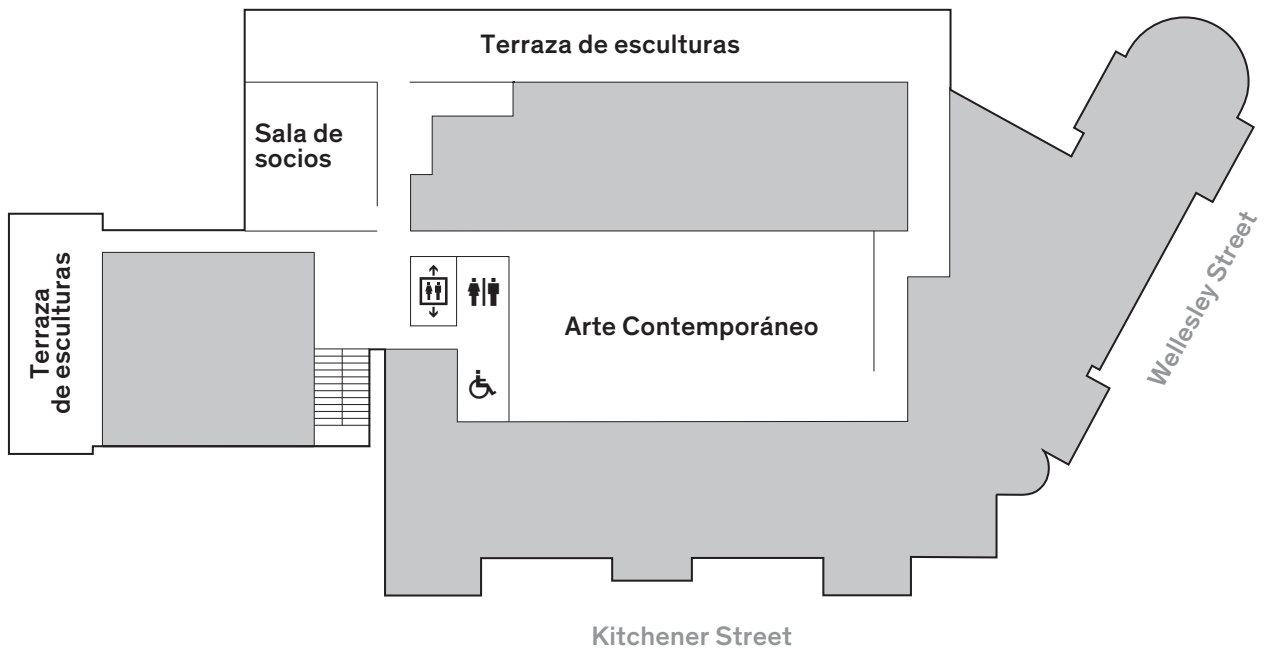 Terraza de esculturas
Sala de
socios
Terraza
de esculturas
Arte Contemporáneo
Wellesley Street
Kitchener Street